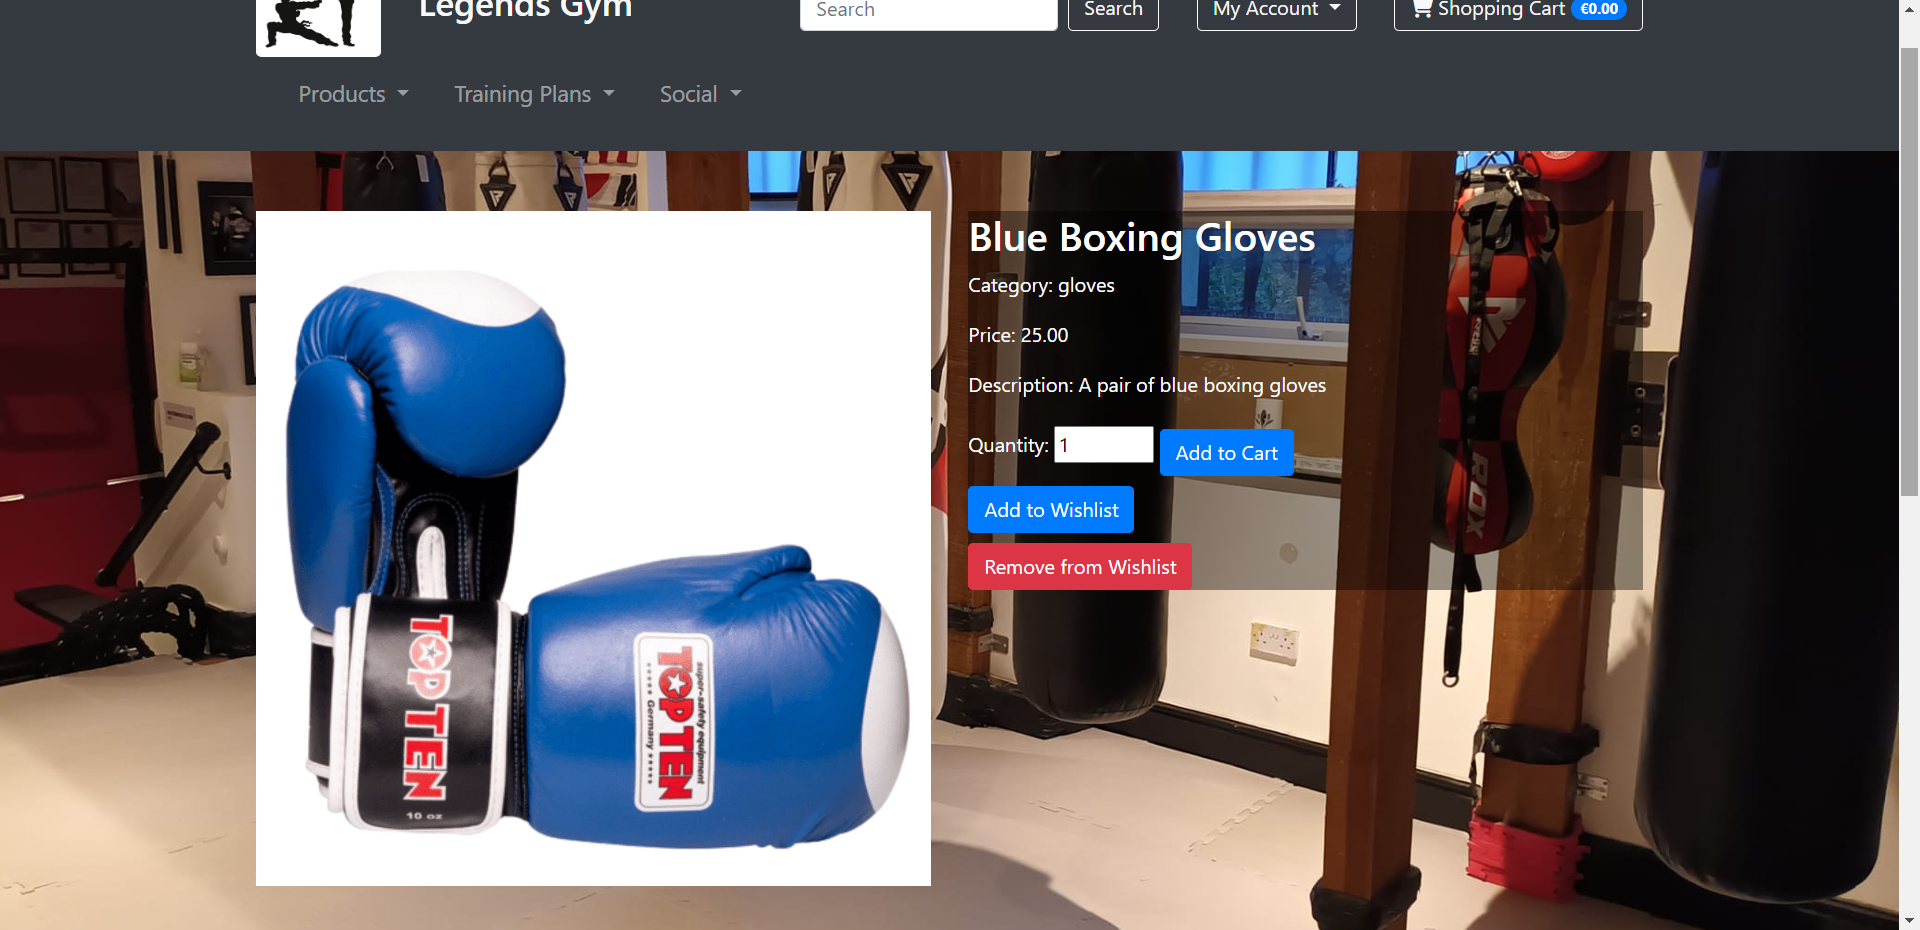 Legends Gym
Search
Search
My Account
Shopping Cart €0.00
Products
Training Plans
Social
Blue Boxing Gloves
Category: gloves
Price: 25.00
Description: A pair of blue boxing gloves
Quantity: 1
Add to Cart
Add to Wishlist
Remove from Wishlist
TOP TEN
10 oz
super-safety equipment
TOP TEN
Germany
ROX